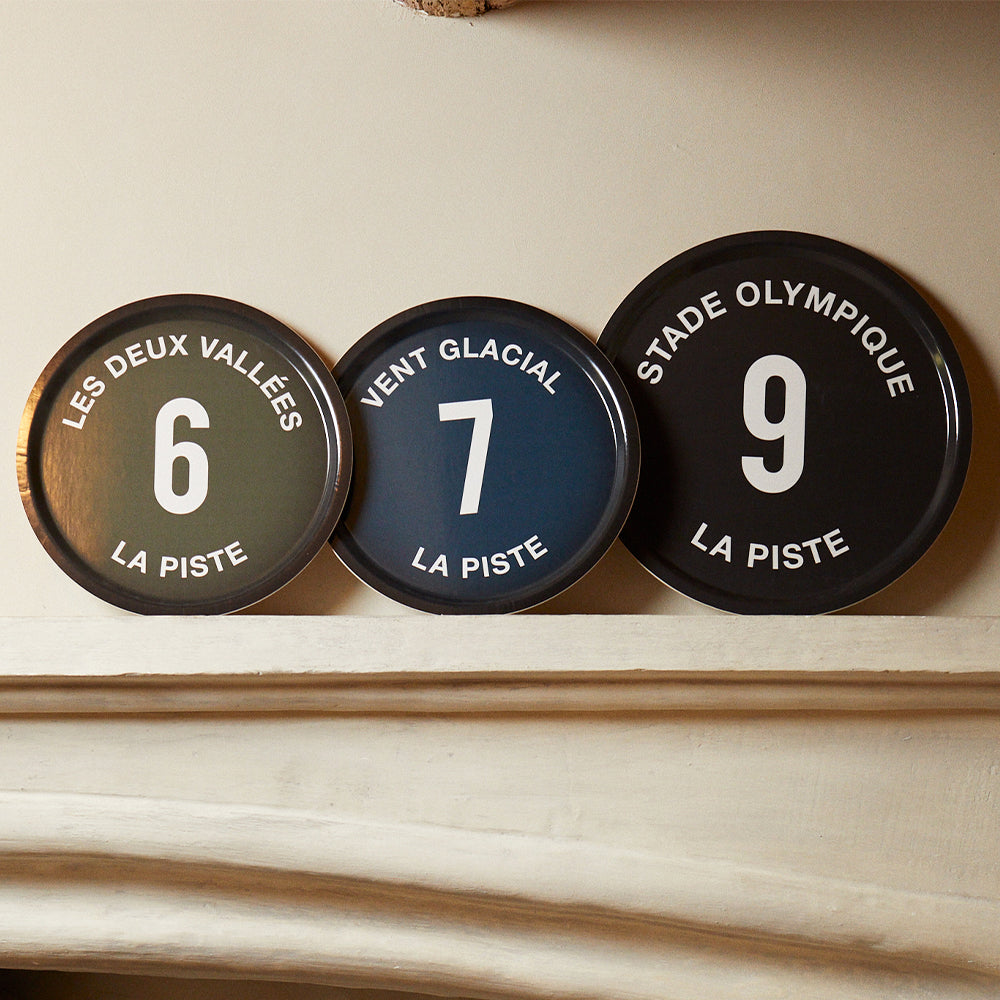 LES DEUX VALLÉES
6
LA PISTE
VENT GLACIAL
7
LA PISTE
STADE OLYMPIQUE
9
LA PISTE